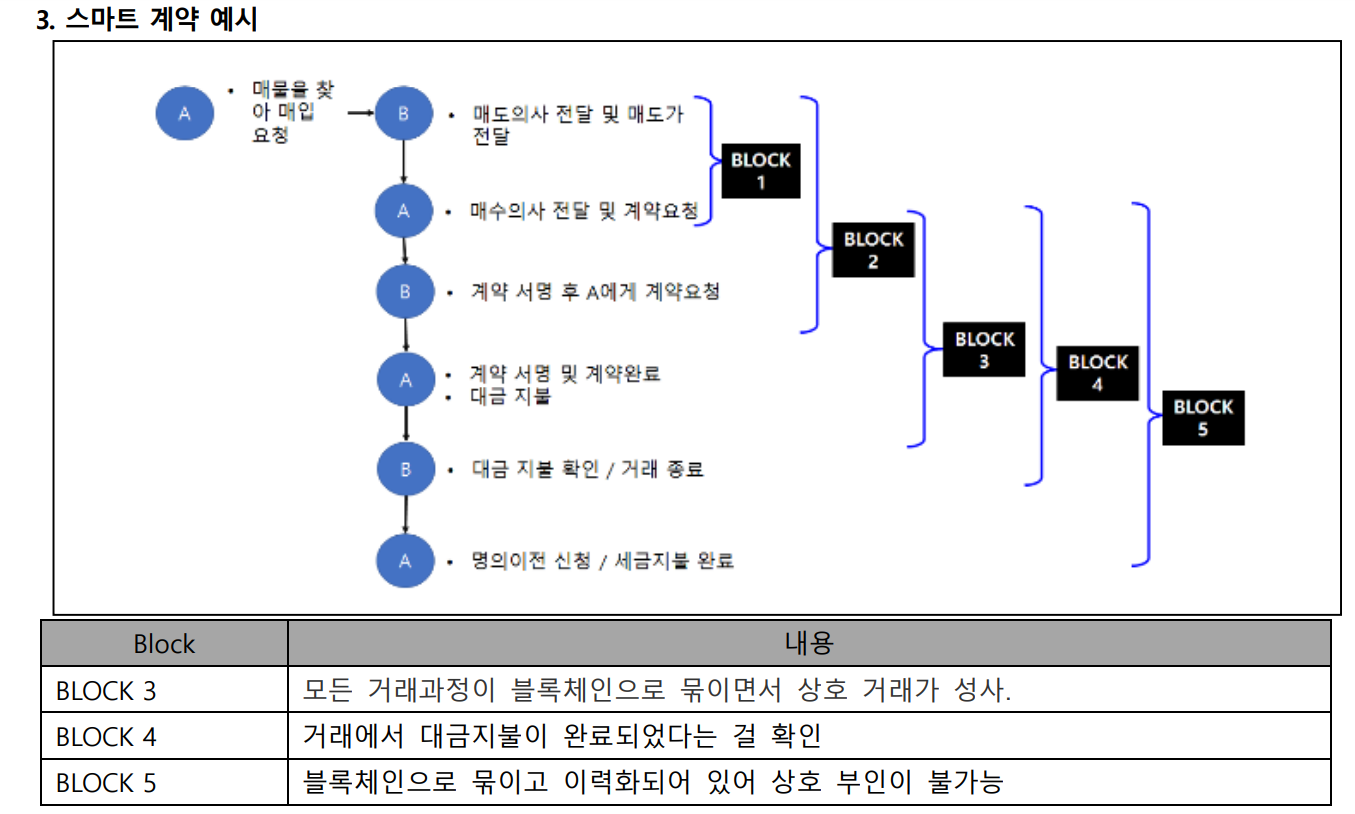 3. 스마트 계약 예시
A
• 매물을 찾
아 매입
요청
B
• 매도의사 전달 및 매도가
전달
BLOCK
1
A
• 매수의사 전달 및 계약요청
BLOCK
2
B
• 계약 서명 후 A에게 계약요청
BLOCK
3
A
• 계약 서명 및 계약완료
• 대금 지불
BLOCK
4
BLOCK
5
B
• 대금 지불 확인 / 거래 종료
A
• 명의이전 신청 / 세금지불 완료
Block 내용
BLOCK 3 모든 거래과정이 블록체인으로 묶이면서 상호 거래가 성사.
BLOCK 4 거래에서 대금지불이 완료되었다는 걸 확인
BLOCK 5 블록체인으로 묶이고 이력화되어 있어 상호 부인이 불가능